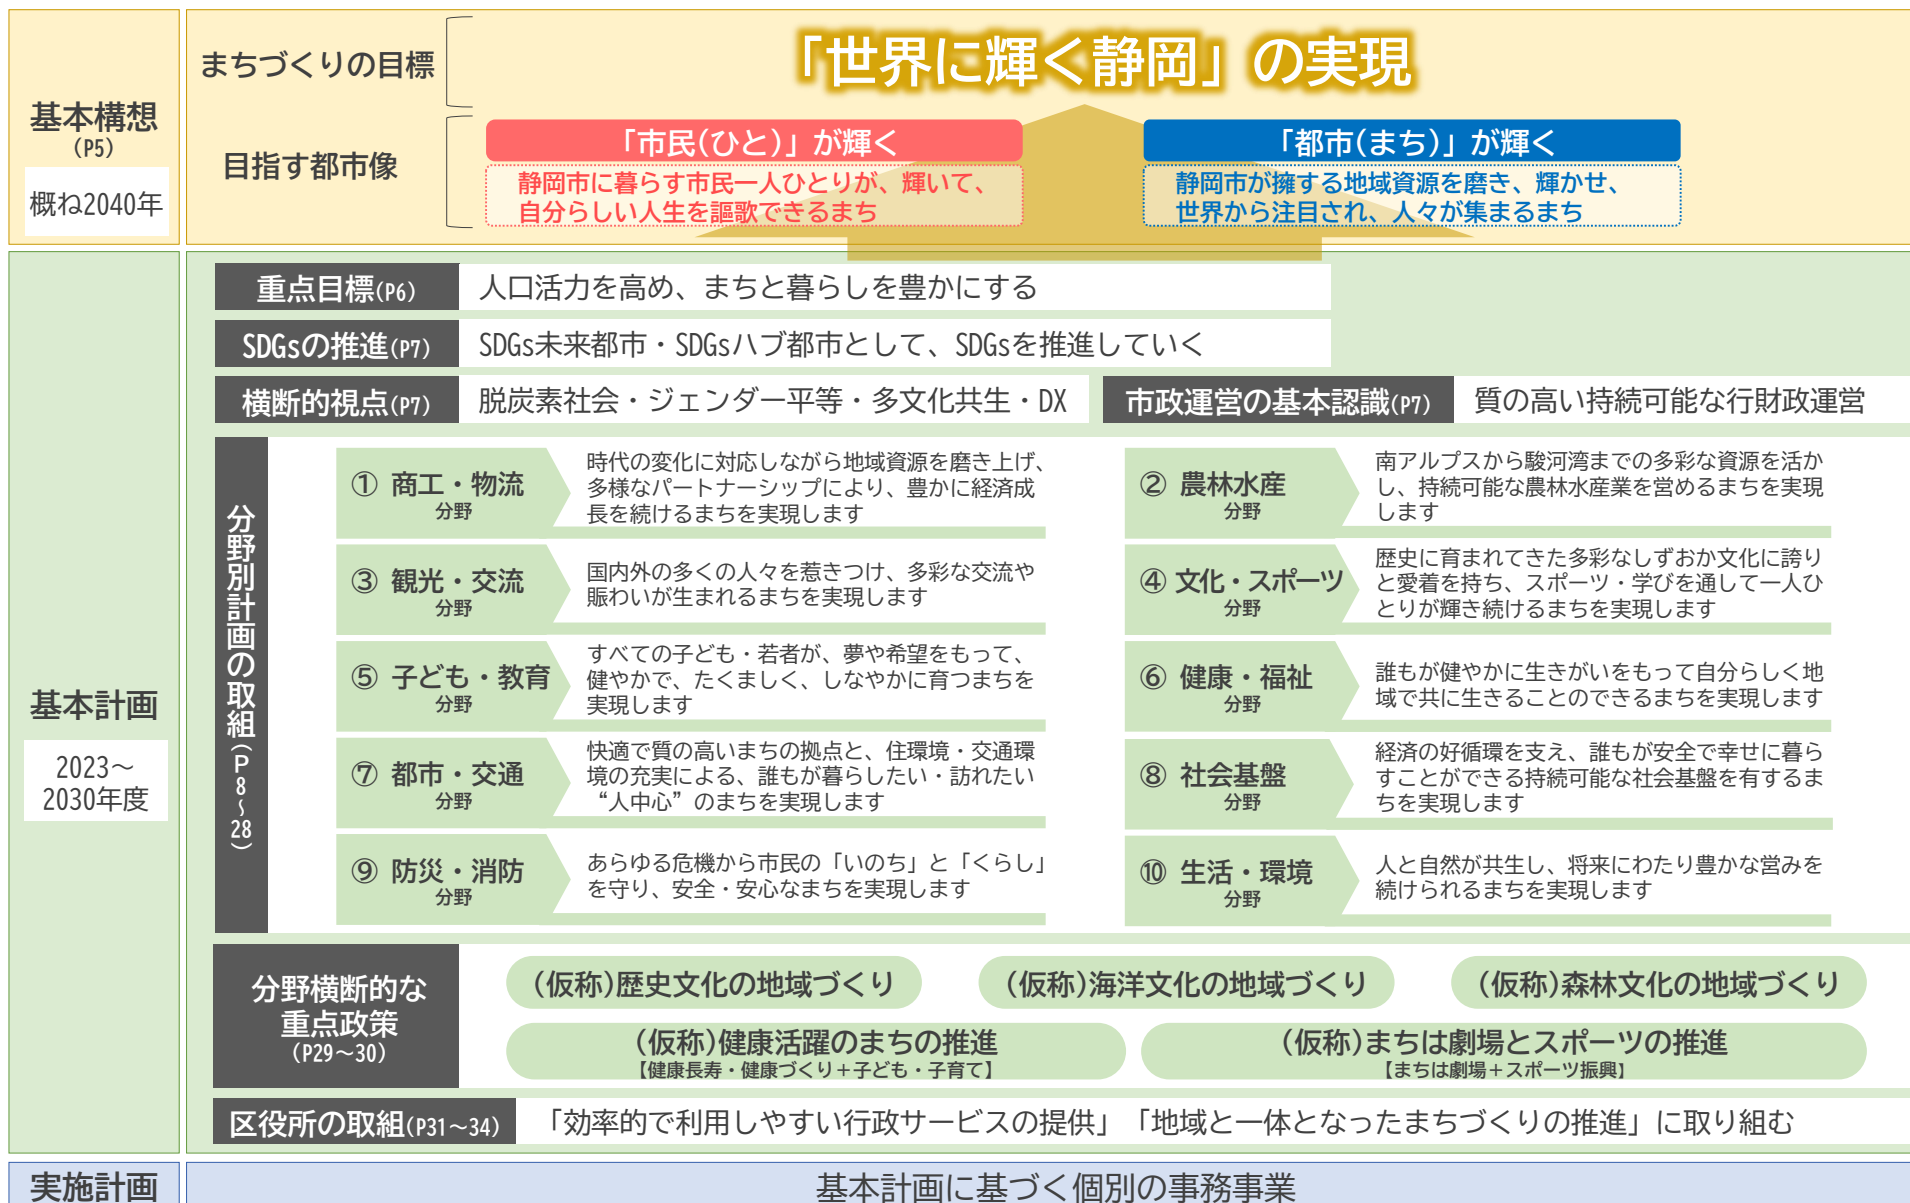 基本構想
(P5)
概ね2040年
まちづくりの目標
「世界に輝く静岡」の実現
目指す都市像
「市民(ひと)」が輝く
静岡市に暮らす市民一人ひとりが、輝いて、
自分らしい人生を謳歌できるまち
「都市(まち)」が輝く
静岡市が擁する地域資源を磨き、輝かせ、
世界から注目され、人々が集まるまち
基本計画
2023～
2030年度
重点目標(P6)
人口活力を高め、まちと暮らしを豊かにする
SDGsの推進(P7)
SDGs未来都市・SDGsハブ都市として、SDGsを推進していく
横断的視点(P7)
脱炭素社会・ジェンダー平等・多文化共生・DX
市政運営の基本認識(P7)
質の高い持続可能な行財政運営
分野別計画の取組(P8～28)
① 商工・物流
分野
時代の変化に対応しながら地域資源を磨き上げ、
多様なパートナーシップにより、豊かに経済成
長を続けるまちを実現します
② 農林水産
分野
南アルプスから駿河湾までの多彩な資源を活か
し、持続可能な農林水産業を営めるまちを実現
します
③ 観光・交流
分野
国内外の多くの人々を惹きつけ、多彩な交流や
賑わいが生まれるまちを実現します
④ 文化・スポーツ
分野
歴史に育まれてきた多彩なしずおか文化に誇り
と愛着を持ち、スポーツ・学びを通して一人ひ
とりが輝き続けるまちを実現します
⑤ 子ども・教育
分野
すべての子ども・若者が、夢や希望をもって、
健やかで、たくましく、しなやかに育つまちを
実現します
⑥ 健康・福祉
分野
誰もが健やかに生きがいをもって自分らしく地
域で共に生きることのできるまちを実現します
⑦ 都市・交通
分野
快適で質の高いまちの拠点と、住環境・交通環
境の充実による、誰もが暮らしたい・訪れたい
“人中心”のまちを実現します
⑧ 社会基盤
分野
経済の好循環を支え、誰もが安全で幸せに暮ら
すことができる持続可能な社会基盤を有するま
ちを実現します
⑨ 防災・消防
分野
あらゆる危機から市民の「いのち」と「くらし」
を守り、安全・安心なまちを実現します
⑩ 生活・環境
分野
人と自然が共生し、将来にわたり豊かな営みを
続けられるまちを実現します
分野横断的な
重点政策
(P29～30)
(仮称)歴史文化の地域づくり
(仮称)海洋文化の地域づくり
(仮称)森林文化の地域づくり
(仮称)健康活躍のまちの推進
【健康長寿・健康づくり＋子ども・子育て】
(仮称)まちは劇場とスポーツの推進
【まちは劇場＋スポーツ振興】
区役所の取組(P31～34)
「効率的で利用しやすい行政サービスの提供」「地域と一体となったまちづくりの推進」に取り組む
実施計画
基本計画に基づく個別の事務事業